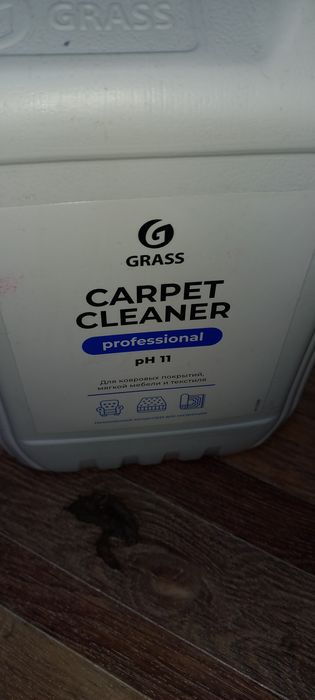 GRASS
GRASS
CARPET
CLEANER
professional
pH 11
Для ковровых покрытий,
мягкой мебели и текстиля